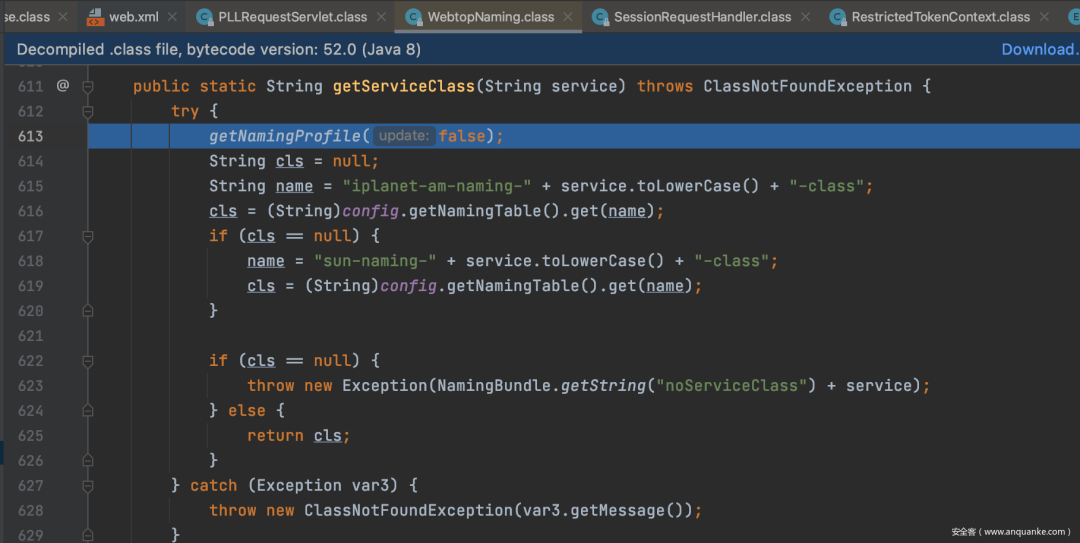 se.class × web.xml × PLLRequestServlet.class × WebtopNaming.class × SessionRequestHandler.class × RestrictedTokenContext.class ×
Decompiled .class file, bytecode version: 52.0 (Java 8) Download.
611 @ public static String getServiceClass(String service) throws ClassNotFoundException {
612 try {
613 getNamingProfile( update: false);
614 String cls = null;
615 String name = "iplanet-am-naming-" + service.toLowerCase() + "-class";
616 cls = (String)config.getNamingTable().get(name);
617 if (cls == null) {
618 name = "sun-naming-" + service.toLowerCase() + "-class";
619 cls = (String)config.getNamingTable().get(name);
620 }
621
622 if (cls == null) {
623 throw new Exception(NamingBundle.getString("noServiceClass") + service);
624 } else {
625 return cls;
626 }
627 } catch (Exception var3) {
628 throw new ClassNotFoundException(var3.getMessage());
629 }
安全客（www.anquanke.com）